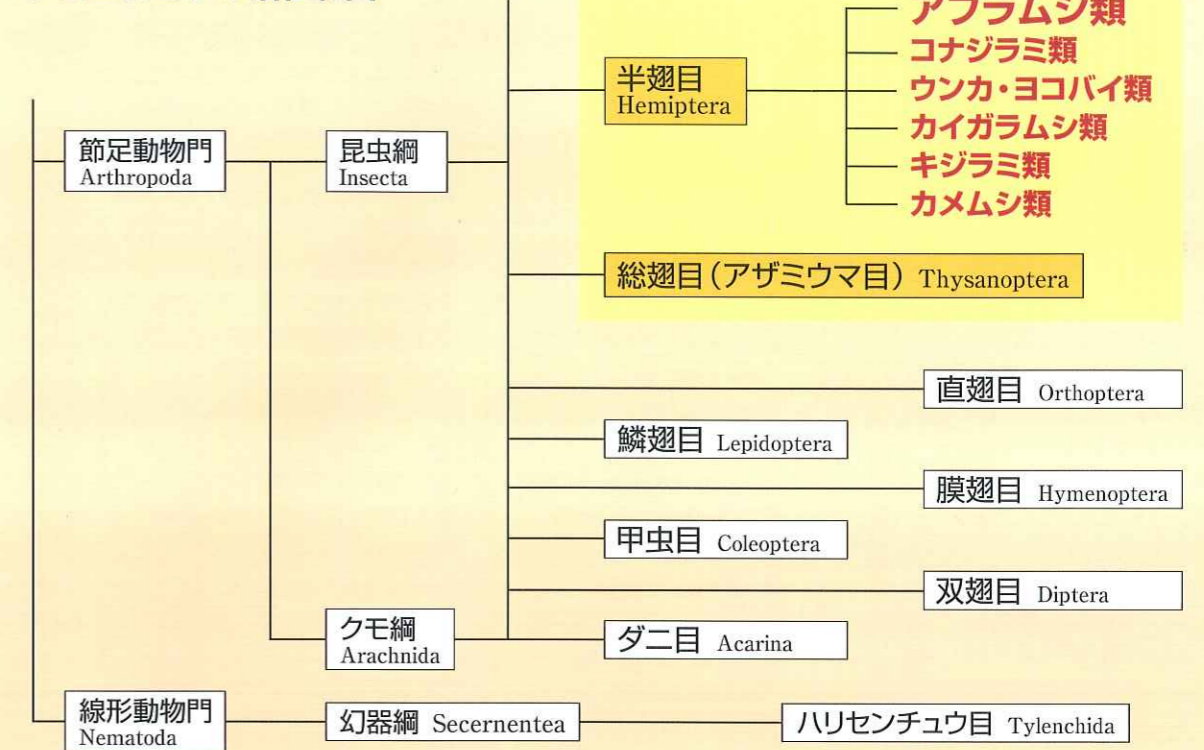 アブラムシ類
コナジラミ類
半翅目
Hemiptera
ウンカ・ヨコバイ類
カイガラムシ類
節足動物門
Arthropoda
昆虫綱
Insecta
キジラミ類
カメムシ類
総翅目(アザミウマ目) Thysanoptera
直翅目 Orthoptera
鱗翅目 Lepidoptera
膜翅目 Hymenoptera
甲虫目 Coleoptera
双翅目 Diptera
クモ綱
Arachnida
ダニ目 Acarina
線形動物門
Nematoda
幻器綱 Secernentea
ハリセンチュウ目 Tylenchida